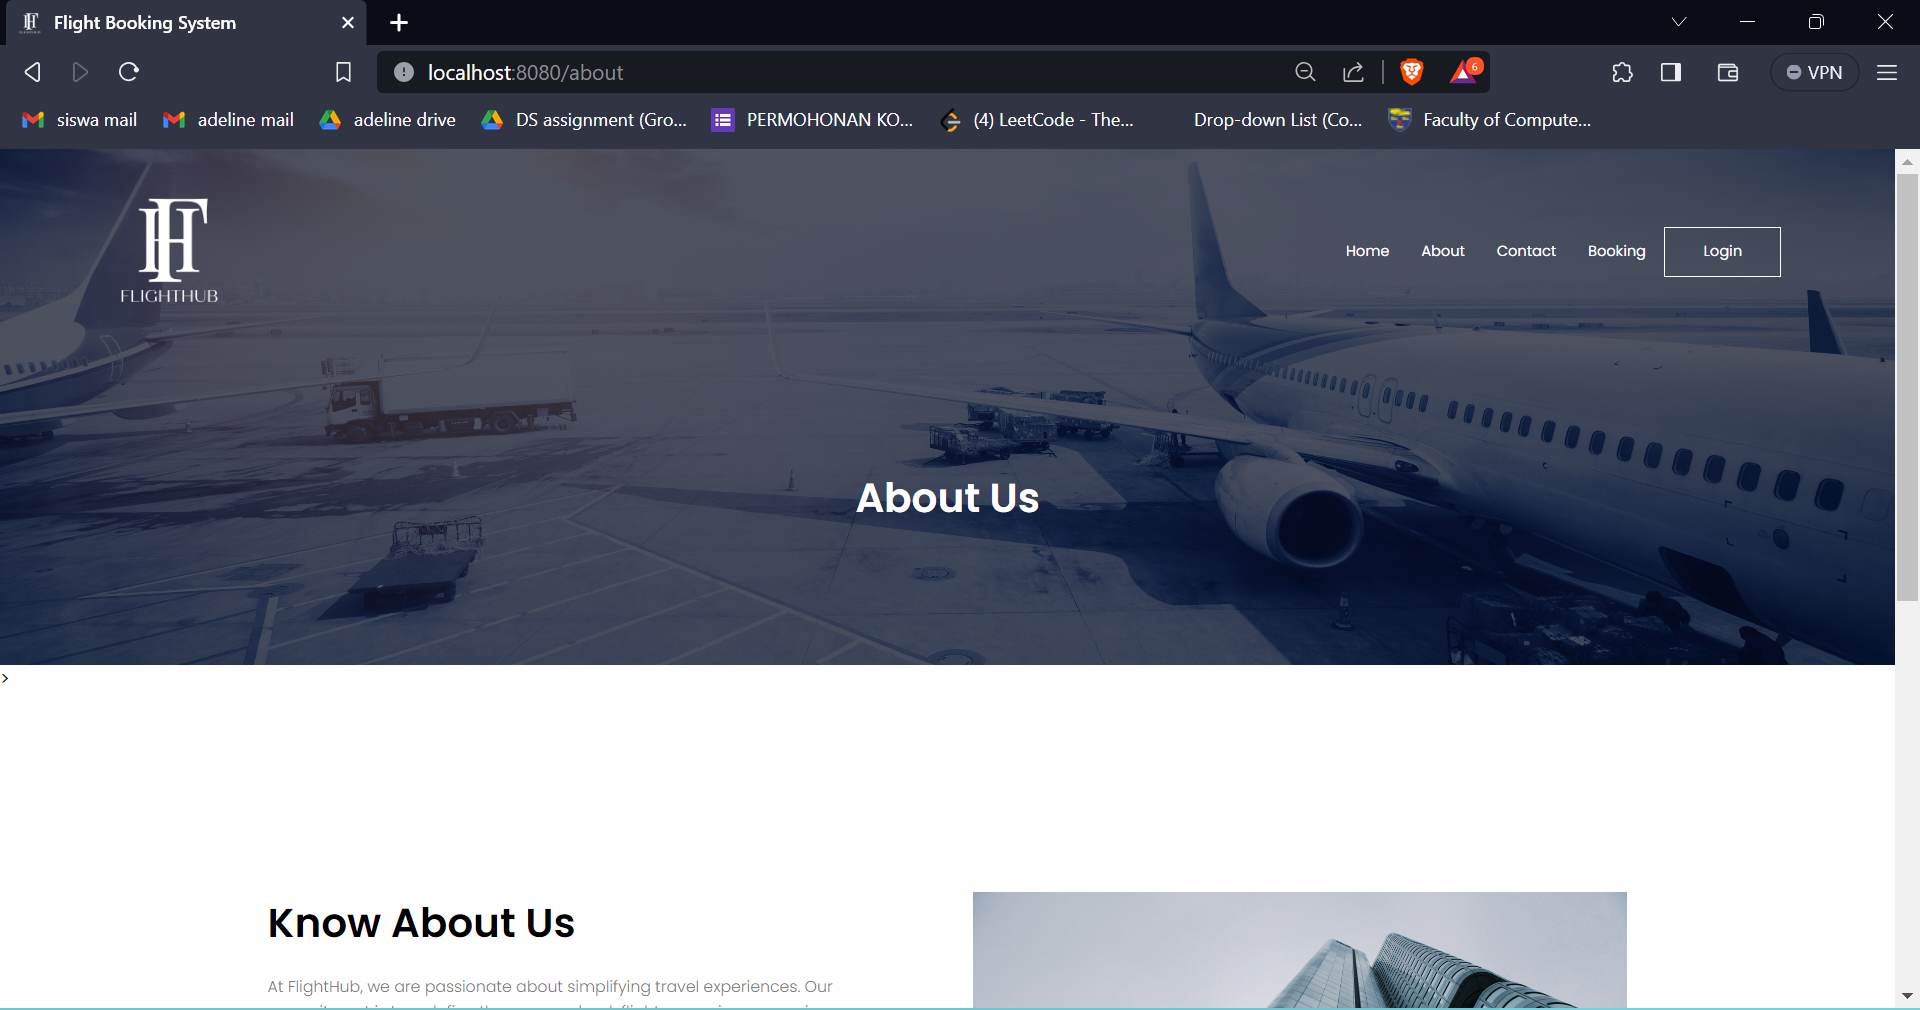 Flight Booking System
localhost:8080/about
6
VPN
siswa mail
adeline mail
adeline drive
DS assignment (Gro...
PERMOHONAN KO...
(4) LeetCode - The...
Drop-down List (Co...
Faculty of Compute...
FH
FLIGHTHUB
Home
About
Contact
Booking
Login
About Us
>
Know About Us
At FlightHub, we are passionate about simplifying travel experiences. Our